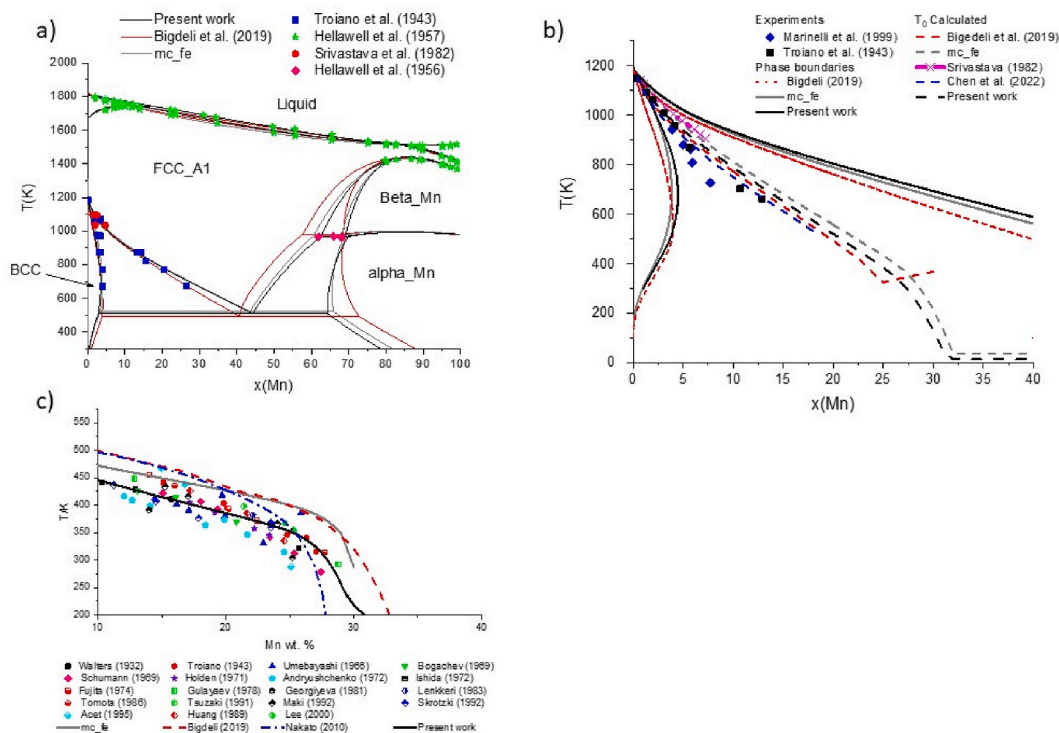 a)
Present work
Bigdeli et al. (2019)
mc_fe
Troiano et al. (1943)
Hellawell et al. (1957)
Srivastava et al. (1982)
Hellawell et al. (1956)
2000
1800
1600
1400
1200
1000
800
600
400
T(K)
Liquid
FCC_A1
Beta_Mn
BCC
alpha_Mn
0 10 20 30 40 50 60 70 80 90 100
x(Mn)
b)
Experiments
Marinelli et al. (1999)
Troiano et al. (1943)
Phase boundaries
Bigdeli (2019)
mc_fe
Present work
T0 Calculated
Bigedeli et al. (2019)
mc_fe
Srivastava (1982)
Chen et al. (2022)
Present work
1200
1000
800
600
400
200
0
T(K)
0 5 10 15 20 25 30 35 40
x(Mn)
c)
550
500
450
400
350
300
250
200
T/K
10 20 30 40
Mn wt. %
Walters (1932) Troiano (1943) Umebayashi (1966) Bogachev (1969)
Schumann (1969) Holden (1971) Andryushchenko (1972) Ishida (1972)
Fujita (1974) Gulayaev (1978) Georgiyeva (1981) Lenkkeri (1983)
Tomota (1986) Tsuzaki (1991) Maki (1992) Sikrotzki (1992)
Acet (1995) Huang (1989) Lee (2000)
mc_fe Bigdeli (2019) Nakato (2010) Present work